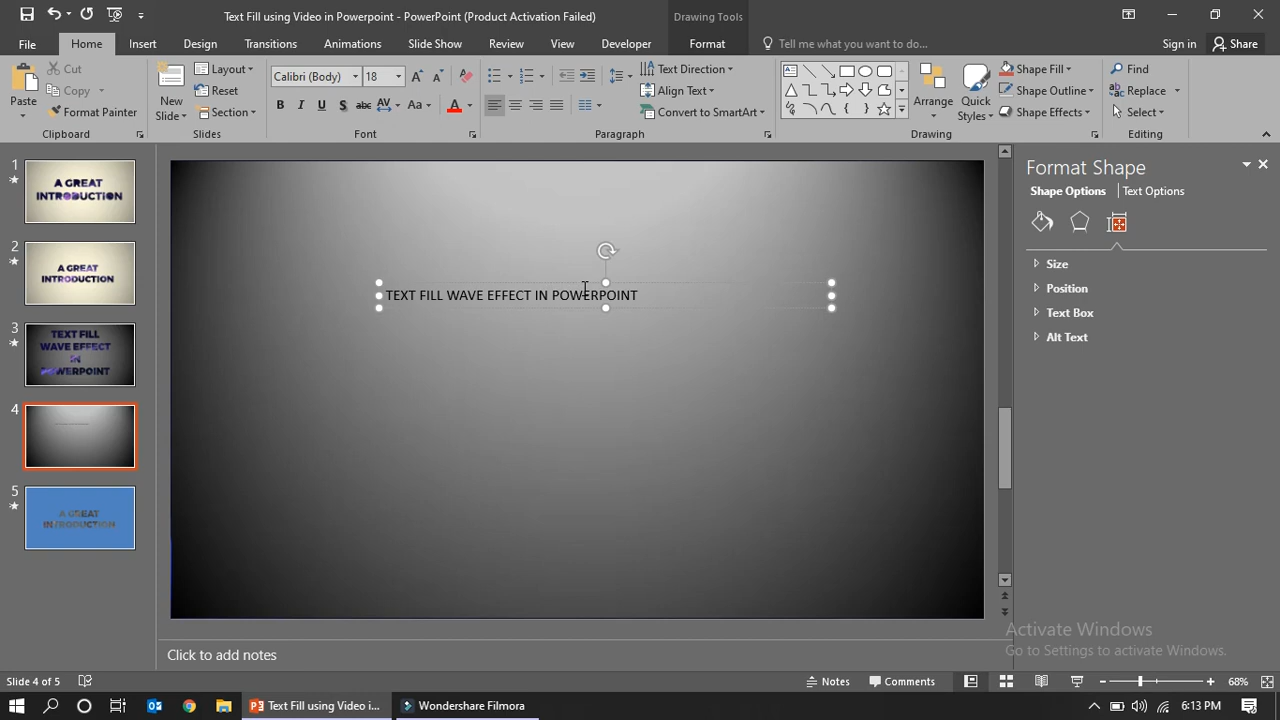 Text Fill using Video in Powerpoint - PowerPoint (Product Activation Failed)
Drawing Tools
File
Home
Insert
Design
Transitions
Animations
Slide Show
Review
View
Developer
Format
Tell me what you want to do...
Sign in
Share
Paste
Cut
Copy
Format Painter
Clipboard
New Slide
Layout
Reset
Section
Slides
Calibri (Body)
18
B I U S abc AV Aa A
Font
Text Direction
Align Text
Convert to SmartArt
Paragraph
Arrange
Quick Styles
Shape Fill
Shape Outline
Shape Effects
Drawing
Find
Replace
Select
Editing
1
A GREAT
INTRODUCTION
2
A GREAT
INTRODUCTION
3
TEXT FILL
WAVE EFFECT
IN
POWERPOINT
4
5
A GREAT
INTRODUCTION
TEXT FILL WAVE EFFECT IN POWERPOINT
Format Shape
Shape Options
Text Options
Size
Position
Text Box
Alt Text
Activate Windows
Go to Settings to activate Windows.
Click to add notes
Slide 4 of 5
Notes
Comments
68%
Text Fill using Video i...
Wondershare Filmora
6:13 PM